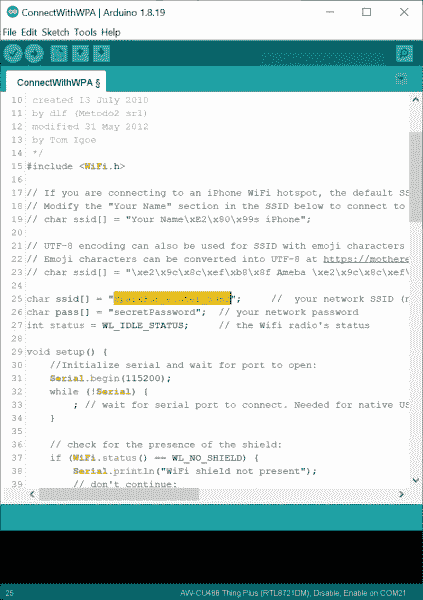 ConnectWithWPA | Arduino 1.8.19
File Edit Sketch Tools Help
ConnectWithWPA §
10 created 13 July 2010
11 by dlf (Metodo2 srl)
12 modified 31 May 2012
13 by Tom Igoe
14 */
15 #include <WiFi.h>
16
17 // If you are connecting to an iPhone WiFi hotspot, the default SS
18 // Modify the "Your Name" section in the SSID below to connect to
19 // char ssid[] = "Your Name\xE2\x80\x99s iPhone";
20
21 // UTF-8 encoding can also be used for SSID with emoji characters
22 // Emoji characters can be converted into UTF-8 at https://mothere
23 // char ssid[] = "\xe2\x9c\x8c\xef\xb8\x8f Ameba \xe2\x9c\x8c\xef\
24
25 char ssid[] = " "; // your network SSID (n
26 char pass[] = "secretPassword"; // your network password
27 int status = WL_IDLE_STATUS; // the Wifi radio's status
28
29 void setup() {
30 //Initialize serial and wait for port to open:
31 Serial.begin(115200);
32 while (!Serial) {
33 ; // wait for serial port to connect. Needed for native US
34 }
35
36 // check for the presence of the shield:
37 if (WiFi.status() == WL_NO_SHIELD) {
38 Serial.println("WiFi shield not present");
39 // don't continue:
25
AW-CU488 Thing Plus (RTL8721DM), Disable, Enable on COM21